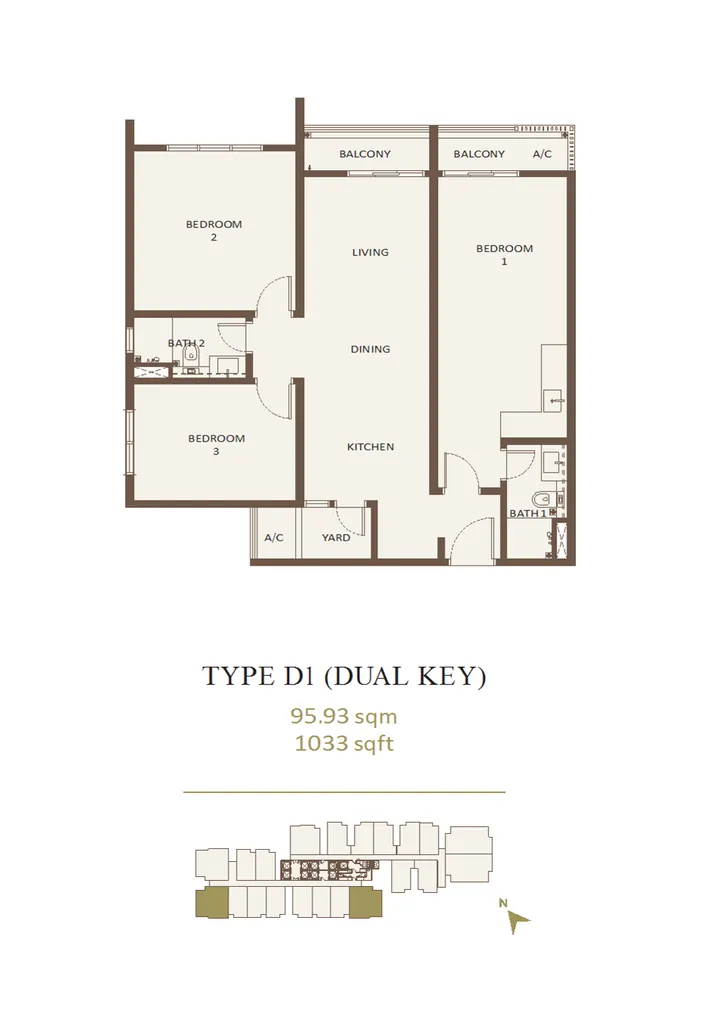 BALCONY
BALCONY
A/C
BEDROOM
2
BEDROOM
1
LIVING
BATH 2
DINING
BEDROOM
3
KITCHEN
BATH 1
A/C
YARD
TYPE D1 (DUAL KEY)
95.93 sqm
1033 sqft
N